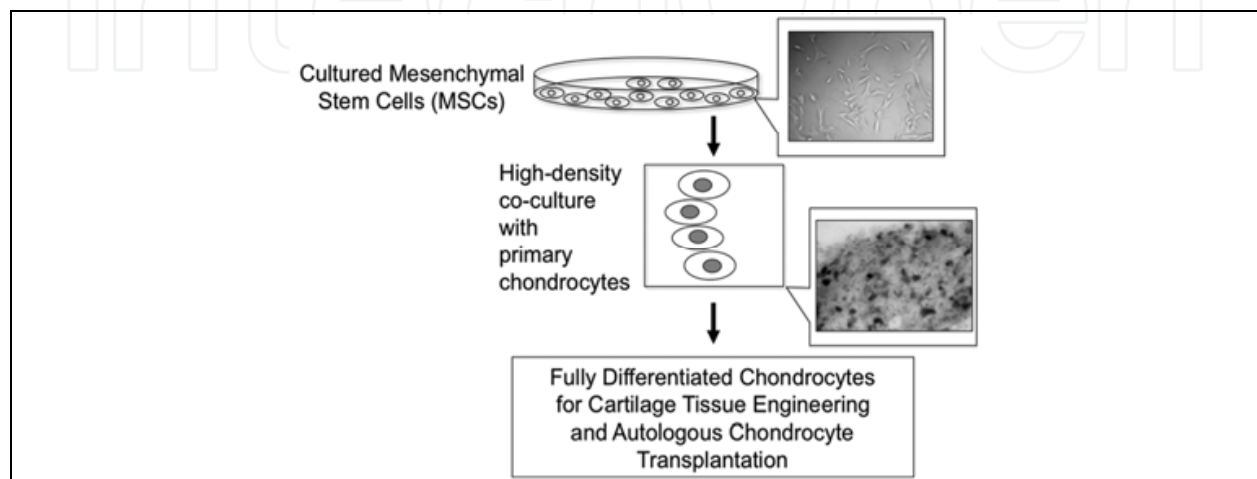 InTechOpen
Cultured Mesenchymal
Stem Cells (MSCs)
High-density
co-culture
with
primary
chondrocytes
Fully Differentiated Chondrocytes
for Cartilage Tissue Engineering
and Autologous Chondrocyte
Transplantation